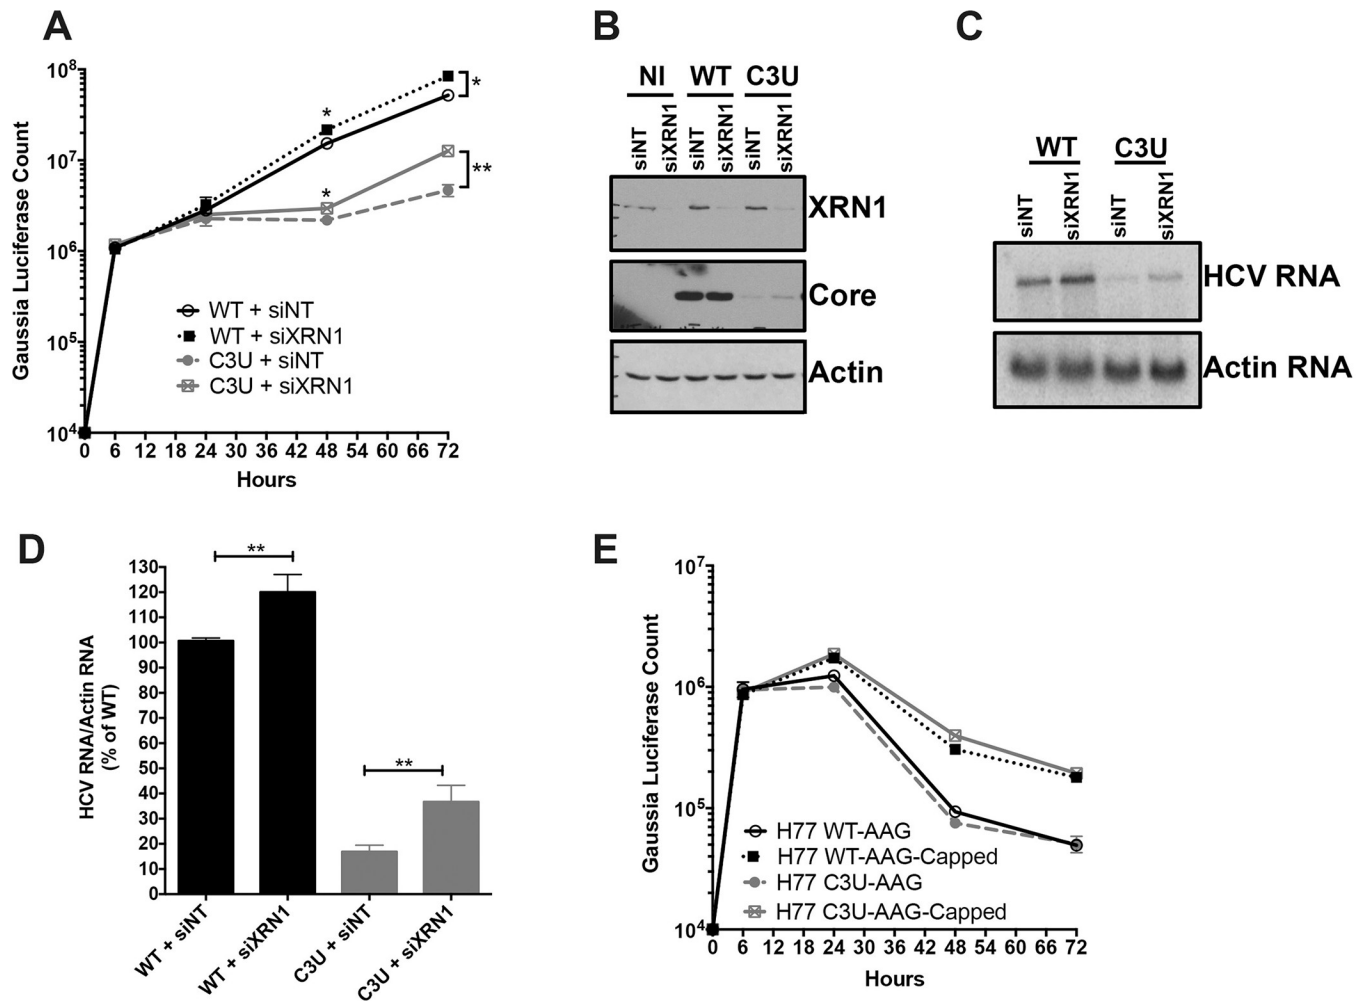 A
10⁸
10⁷
10⁶
10⁵
10⁴
Gaussia Luciferase Count
*
*
*
**
WT + siNT
WT + siXRN1
C3U + siNT
C3U + siXRN1
0 6 12 18 24 30 36 42 48 54 60 66 72
Hours
B
NI WT C3U
siNT siXRN1 siNT siXRN1 siNT siXRN1
XRN1
Core
Actin
C
WT C3U
siNT siXRN1 siNT siXRN1
HCV RNA
Actin RNA
D
HCV RNA/Actin RNA
(% of WT)
130
120
110
100
90
80
70
60
50
40
30
20
10
0
**
**
WT + siNT
WT + siXRN1
C3U + siNT
C3U + siXRN1
E
10⁷
10⁶
10⁵
10⁴
Gaussia Luciferase Count
H77 WT-AAG
H77 WT-AAG-Capped
H77 C3U-AAG
H77 C3U-AAG-Capped
0 6 12 18 24 30 36 42 48 54 60 66 72
Hours